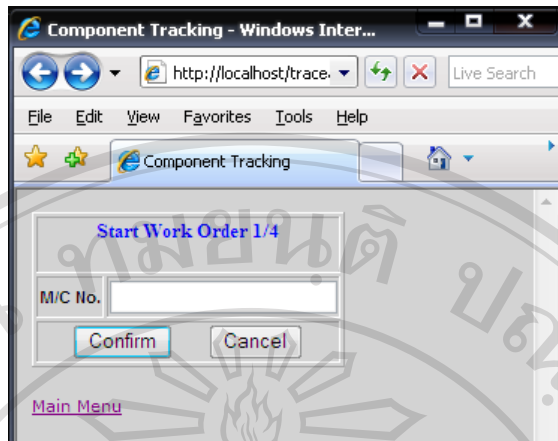 Component Tracking - Windows Inter...
http://localhost/trace.
Live Search
File Edit View Favorites Tools Help
Component Tracking
Start Work Order 1/4
M/C No.
Confirm Cancel
Main Menu